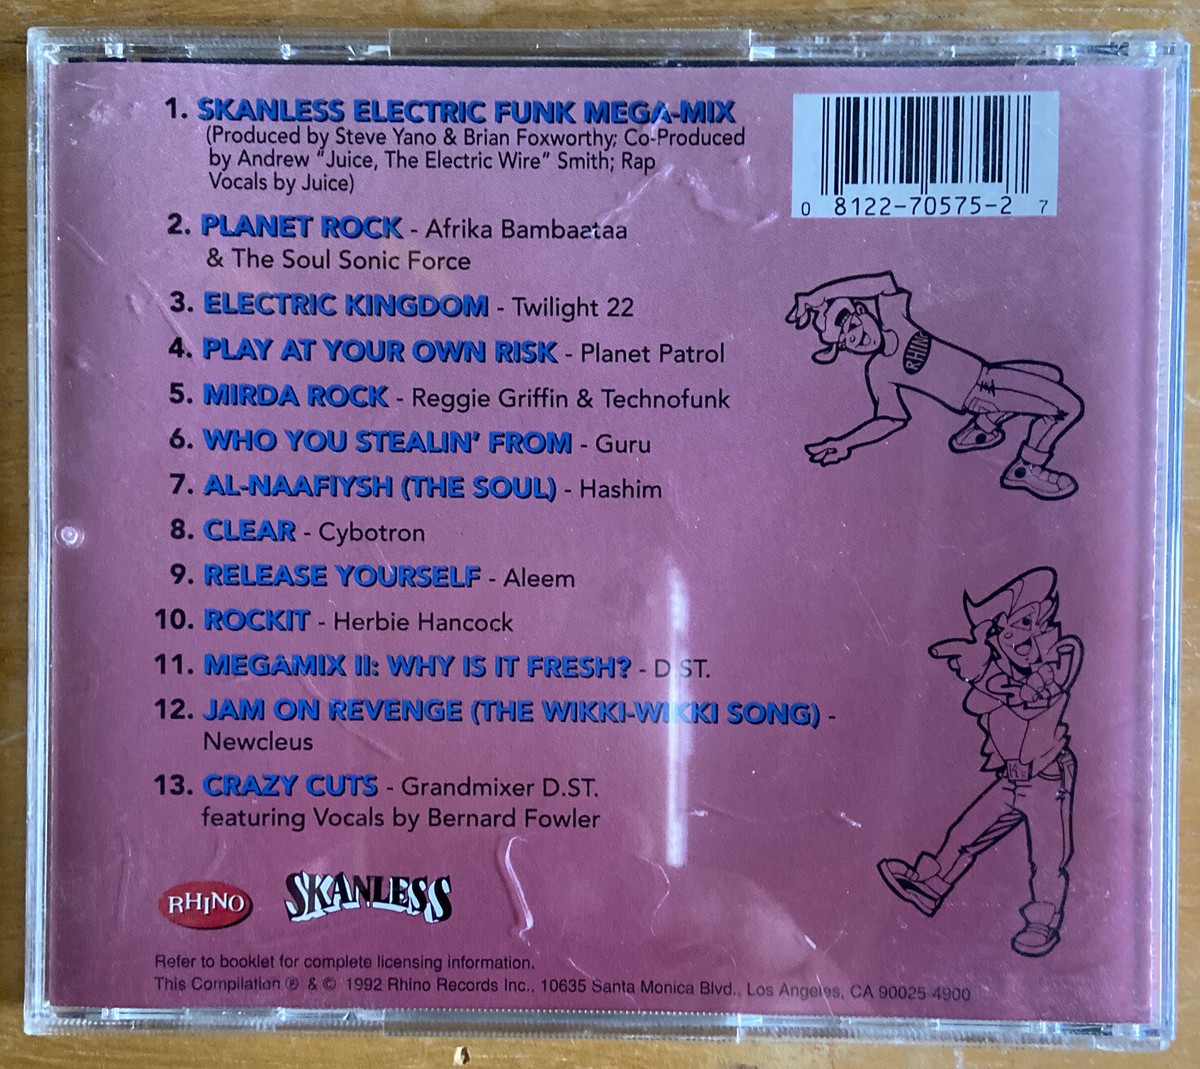 1. SKANLESS ELECTRIC FUNK MEGA-MIX
(Produced by Steve Yano & Brian Foxworthy; Co-Produced
by Andrew "Juice, The Electric Wire" Smith; Rap
Vocals by Juice)
2. PLANET ROCK - Afrika Bambaataa
& The Soul Sonic Force
3. ELECTRIC KINGDOM - Twilight 22
4. PLAY AT YOUR OWN RISK - Planet Patrol
5. MIRDA ROCK - Reggie Griffin & Technofunk
6. WHO YOU STEALIN' FROM - Guru
7. AL-NAAFIYSH (THE SOUL) - Hashim
8. CLEAR - Cybotron
9. RELEASE YOURSELF - Aleem
10. ROCKIT - Herbie Hancock
11. MEGAMIX II: WHY IS IT FRESH? - D.ST.
12. JAM ON REVENGE (THE WIKKI-WIKKI SONG) -
Newcleus
13. CRAZY CUTS - Grandmixer D.ST.
featuring Vocals by Bernard Fowler
0 8122-70575-2 7
RHINO
RHINO SKANLESS
Refer to booklet for complete licensing information.
This Compilation ℗ & © 1992 Rhino Records Inc., 10635 Santa Monica Blvd., Los Angeles, CA 90025-4900